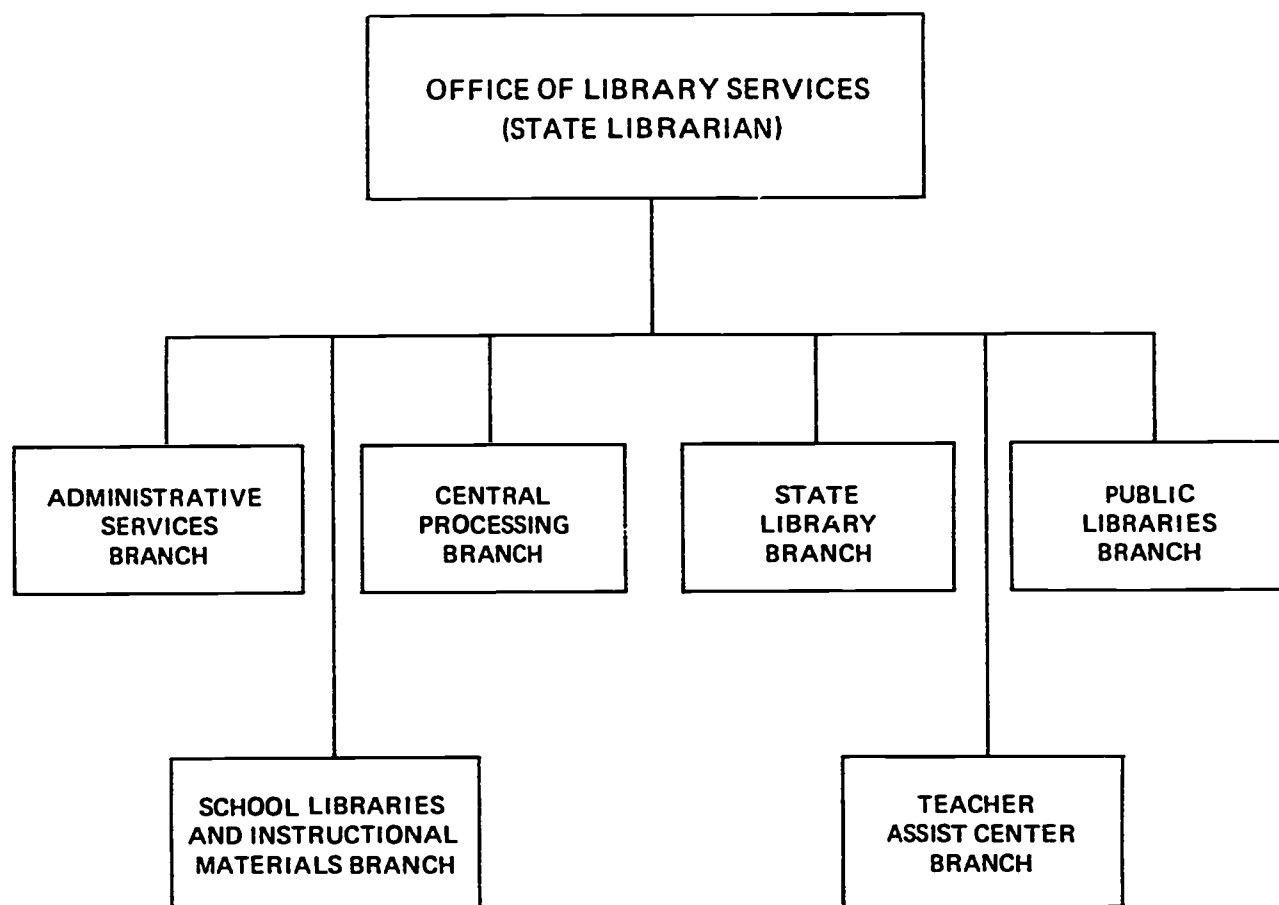 OFFICE OF LIBRARY SERVICES
(STATE LIBRARIAN)
ADMINISTRATIVE
SERVICES
BRANCH
CENTRAL
PROCESSING
BRANCH
STATE
LIBRARY
BRANCH
PUBLIC
LIBRARIES
BRANCH
SCHOOL LIBRARIES
AND INSTRUCTIONAL
MATERIALS BRANCH
TEACHER
ASSIST CENTER
BRANCH